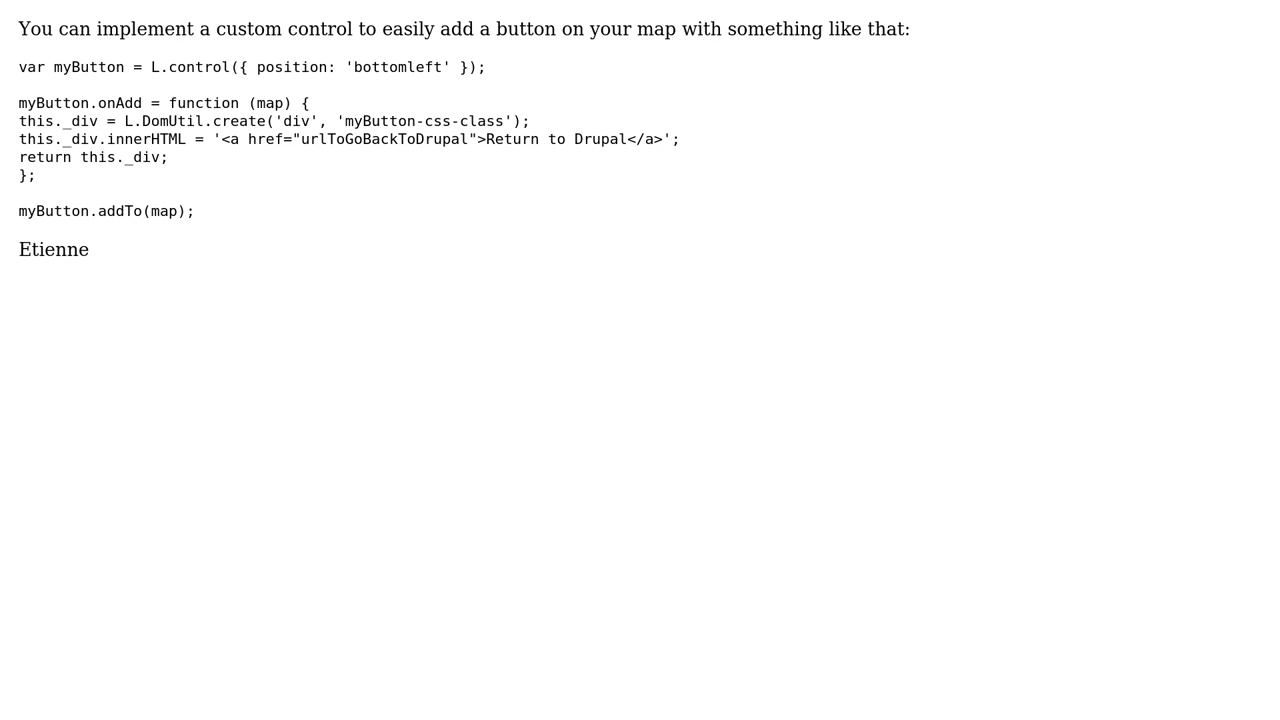 You can implement a custom control to easily add a button on your map with something like that:
var myButton = L.control({ position: 'bottomleft' });
myButton.onAdd = function (map) {
this._div = L.DomUtil.create('div', 'myButton-css-class');
this._div.innerHTML = '<a href="urlToGoBackToDrupal">Return to Drupal</a>';
return this._div;
};
myButton.addTo(map);
Etienne